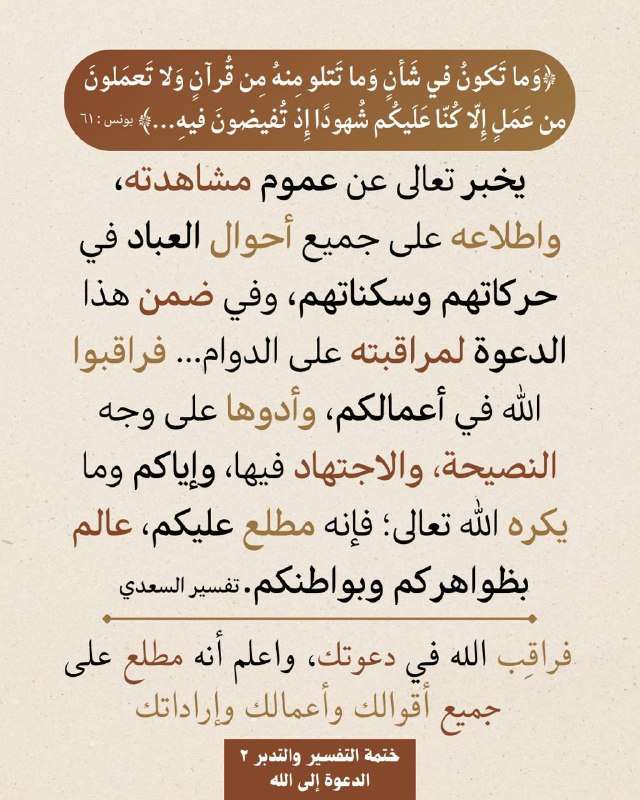 ﴿وَما تَكونُ في شَأنٍ وَما تَتلو مِنهُ مِن قُرآنٍ وَلا تَعمَلونَ
مِن عَمَلٍ إِلّا كُنّا عَلَيكُم شُهودًا إِذ تُفيضونَ فيهِ...﴾ يونس: ٦١
يخبر تعالى عن عموم مشاهدته،
واطلاعه على جميع أحوال العباد في
حركاتهم وسكناتهم، وفي ضمن هذا
الدعوة لمراقبته على الدوام... فراقبوا
الله في أعمالكم، وأدوها على وجه
النصيحة، والاجتهاد فيها، وإياكم وما
يكره الله تعالى؛ فإنه مطلع عليكم، عالم
بظواهركم وبواطنكم. تفسير السعدي
فراقِب الله في دعوتك، واعلم أنه مطلع على
جميع أقوالك وأعمالك وإراداتك
ختمة التفسير والتدبر ٢
الدعوة إلى الله